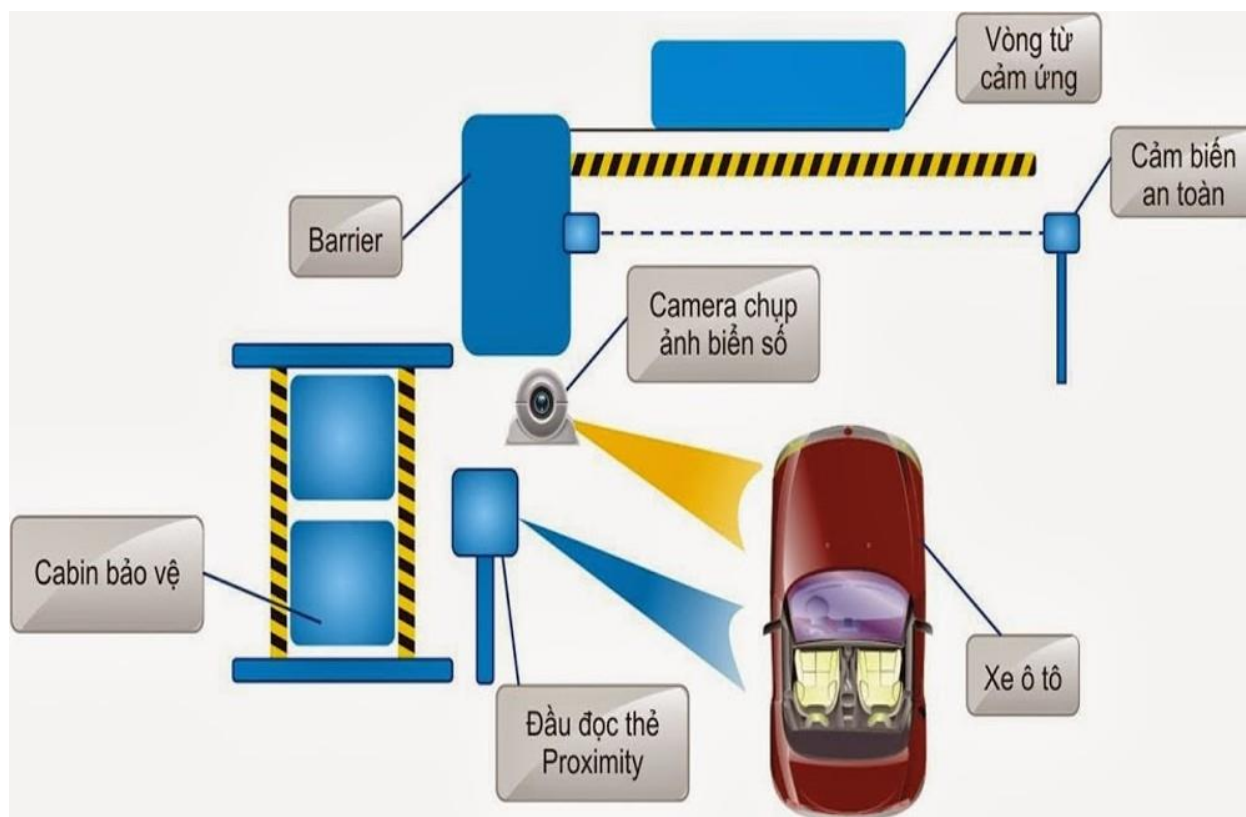 Vòng từ
cảm ứng
Cảm biến
an toàn
Barrier
Camera chụp
ảnh biển số
Cabin bảo vệ
Xe ô tô
Đầu đọc thẻ
Proximity